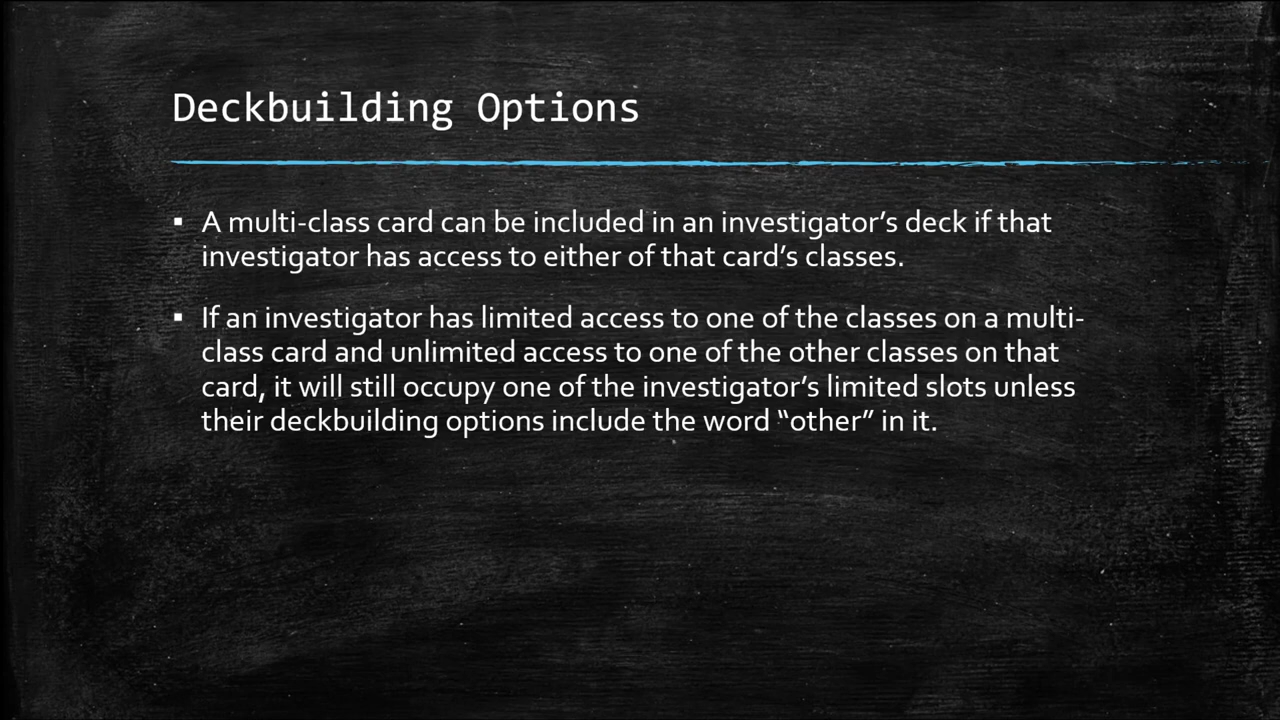 Deckbuilding Options
▪ A multi-class card can be included in an investigator’s deck if that
investigator has access to either of that card’s classes.
▪ If an investigator has limited access to one of the classes on a multi-
class card and unlimited access to one of the other classes on that
card, it will still occupy one of the investigator’s limited slots unless
their deckbuilding options include the word “other” in it.